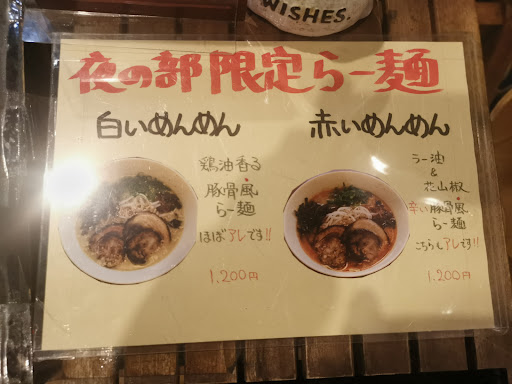 WISHES.
夜の部限定らー麺
白いめんめん
鶏油香る
豚骨風
らー麺
ほぼアレです!!
1,200円
赤いめんめん
ラー油
&
花山椒
辛い豚骨風
らー麺
こちらもアレです!!
1,200円